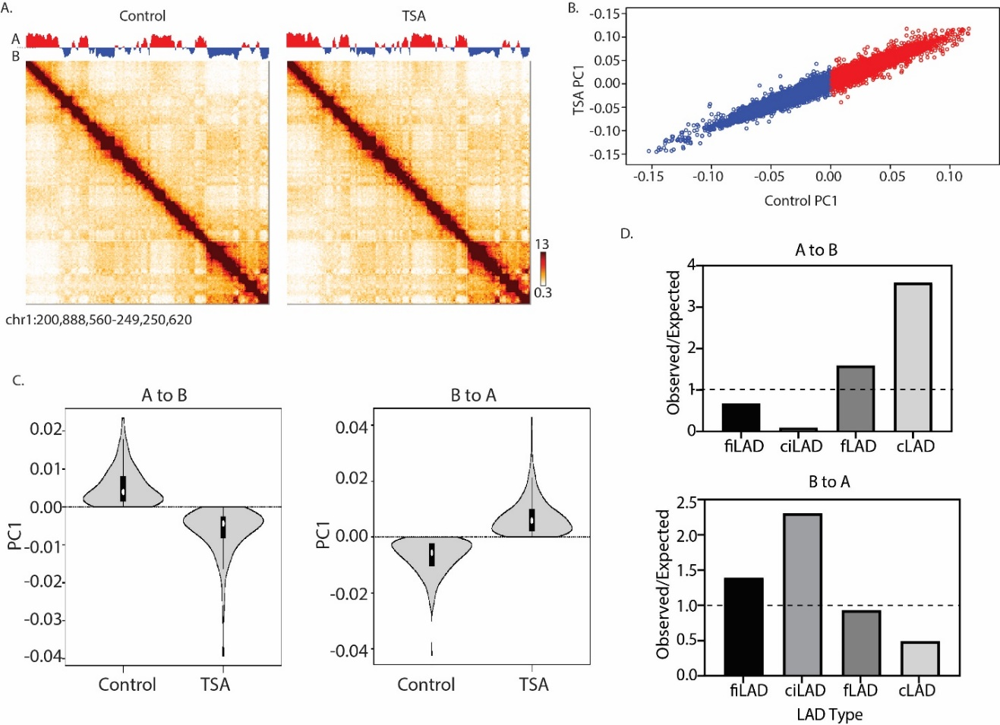 A.
Control
TSA
A
B
13
0.3
chr1:200,888,560-249,250,620
B.
-0.15
0.10
0.05
0.00
-0.05
-0.10
-0.15
TSA PC1
-0.15
-0.10
-0.05
0.00
0.05
0.10
Control PC1
C.
A to B
0.02
0.01
0.00
-0.01
-0.02
-0.03
-0.04
PC1
Control
TSA
B to A
0.04
0.02
0.00
-0.02
-0.04
PC1
Control
TSA
D.
A to B
4
3
2
1
0
Observed/Expected
fiLAD
ciLAD
fLAD
cLAD
B to A
2.5
2.0
1.5
1.0
0.5
0.0
Observed/Expected
fiLAD
ciLAD
fLAD
cLAD
LAD Type